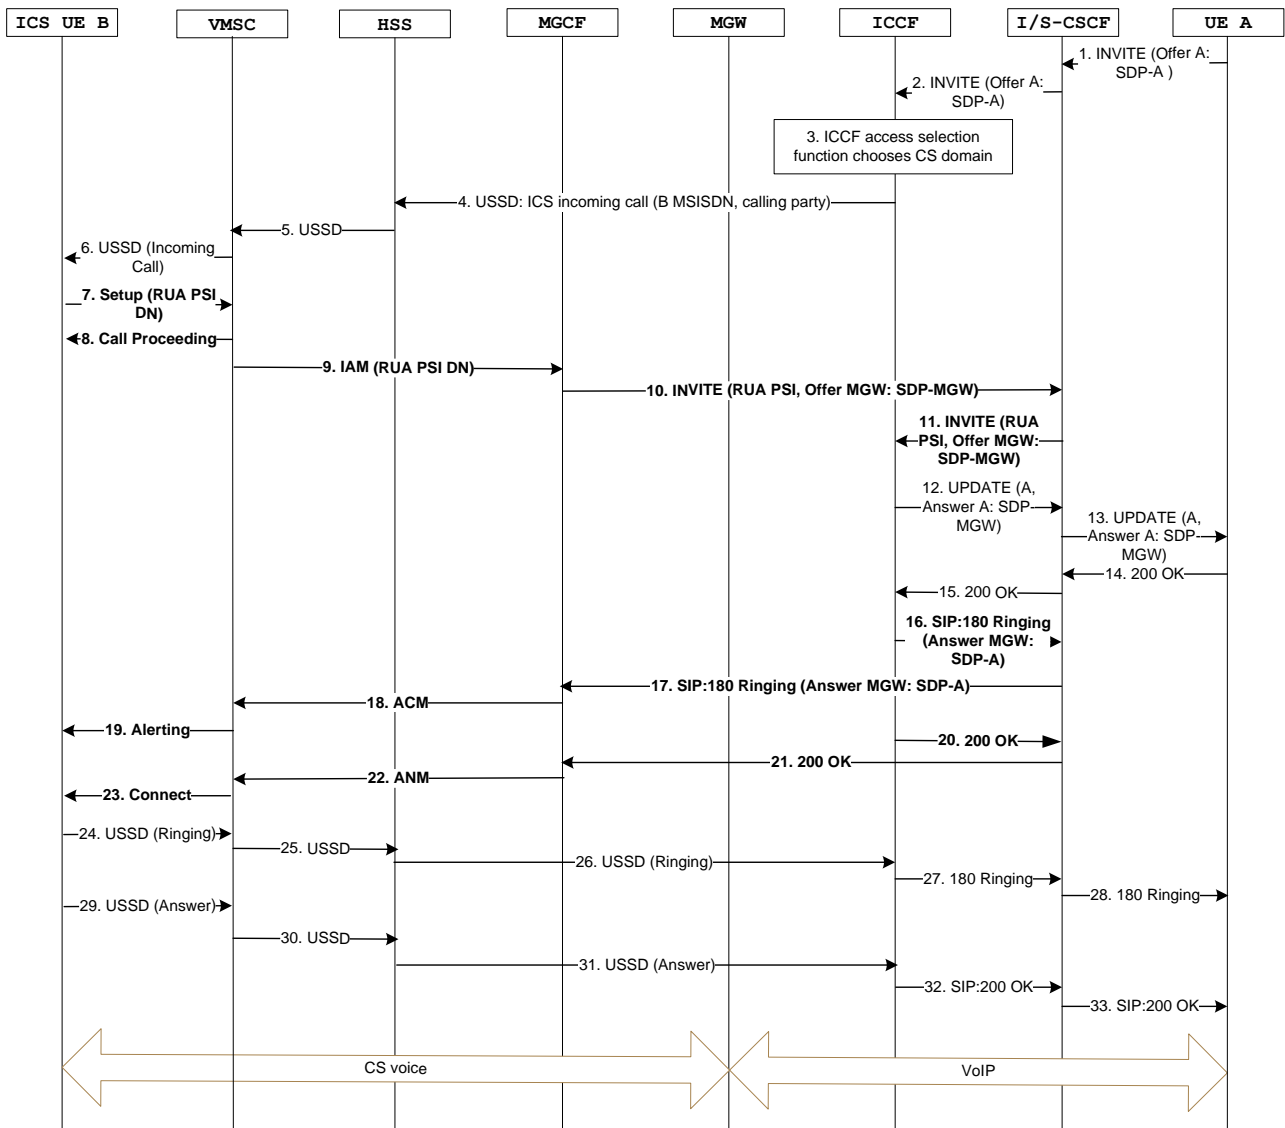 ICS UE B
VMSC
HSS
MGCF
MGW
ICCF
I/S-CSCF
UE A
1. INVITE (Offer A:
SDP-A )
2. INVITE (Offer A:
SDP-A)
3. ICCF access selection
function chooses CS domain
4. USSD: ICS incoming call (B MSISDN, calling party)
5. USSD
6. USSD (Incoming
Call)
7. Setup (RUA PSI
DN)
8. Call Proceeding
9. IAM (RUA PSI DN)
10. INVITE (RUA PSI, Offer MGW: SDP-MGW)
11. INVITE (RUA
PSI, Offer MGW:
SDP-MGW)
12. UPDATE (A,
Answer A: SDP-
MGW)
13. UPDATE (A,
Answer A: SDP-
MGW)
14. 200 OK
15. 200 OK
16. SIP:180 Ringing
(Answer MGW:
SDP-A)
17. SIP:180 Ringing (Answer MGW: SDP-A)
18. ACM
19. Alerting
20. 200 OK
21. 200 OK
22. ANM
23. Connect
24. USSD (Ringing)
25. USSD
26. USSD (Ringing)
27. 180 Ringing
28. 180 Ringing
29. USSD (Answer)
30. USSD
31. USSD (Answer)
32. SIP:200 OK
33. SIP:200 OK
CS voice
VoIP